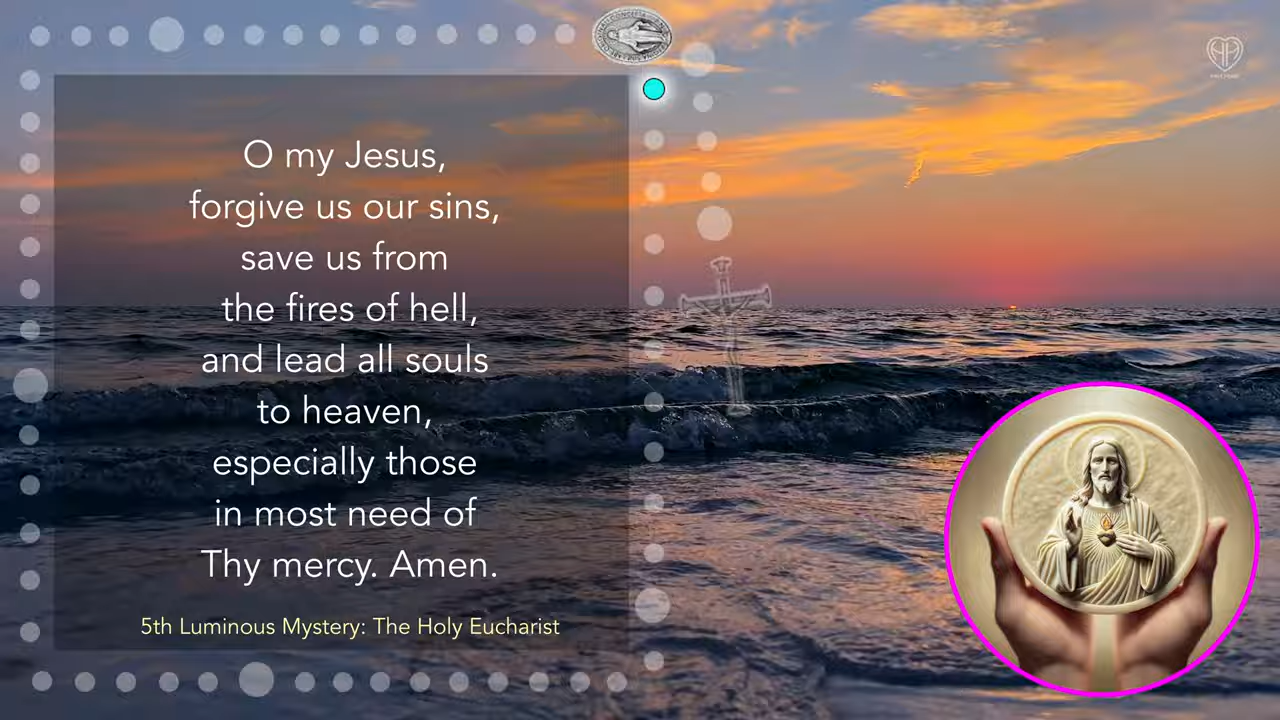 O my Jesus,
forgive us our sins,
save us from
the fires of hell,
and lead all souls
to heaven,
especially those
in most need of
Thy mercy. Amen.
5th Luminous Mystery: The Holy Eucharist